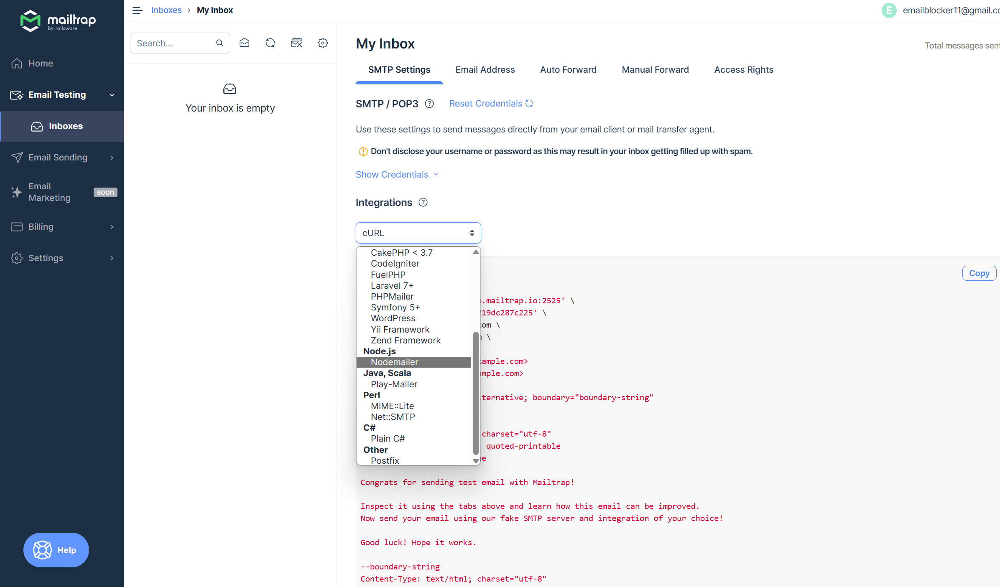 mailtrap
by railsware
Home
Email Testing
Inboxes
Email Sending
Email Marketing
soon
Billing
Settings
Help
Inboxes > My Inbox
E
emailblocker11@gmail.co
Search...
Your inbox is empty
My Inbox
Total messages sent
SMTP Settings
Email Address
Auto Forward
Manual Forward
Access Rights
SMTP / POP3
Reset Credentials
Use these settings to send messages directly from your email client or mail transfer agent.
Don't disclose your username or password as this may result in your inbox getting filled up with spam.
Show Credentials
Integrations
cURL
CakePHP < 3.7
CodeIgniter
FuelPHP
Laravel 7+
PHPMailer
Symfony 5+
WordPress
Yii Framework
Zend Framework
Node.js
Nodemailer
Java, Scala
Play-Mailer
Perl
MIME::Lite
Net::SMTP
C#
Plain C#
Other
Postfix
Copy
.mailtrap.io:2525' \
19dc287c225' \
om \
\
ample.com>
mple.com>
ternative; boundary="boundary-string"
charset="utf-8"
quoted-printable
e
Congrats for sending test email with Mailtrap!
Inspect it using the tabs above and learn how this email can be improved.
Now send your email using our fake SMTP server and integration of your choice!
Good luck! Hope it works.
--boundary-string
Content-Type: text/html; charset="utf-8"